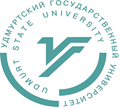 УДМУРТСКИЙ ГОСУДАРСТВЕННЫЙ УНИВЕРСИТЕТ
UDMURT STATE UNIVERSITY